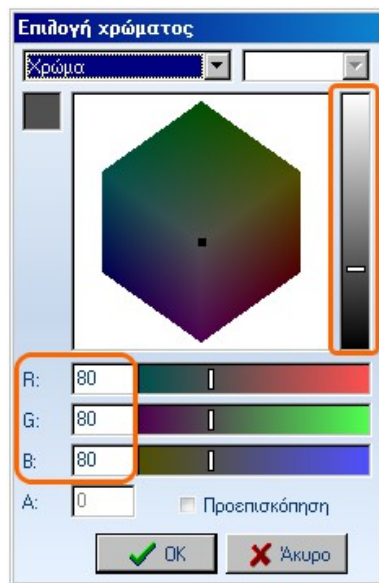 Επιλογή χρώματος
Χρώμα
R: 80
G: 80
B: 80
A: 0
Προεπισκόπηση
OK Άκυρο